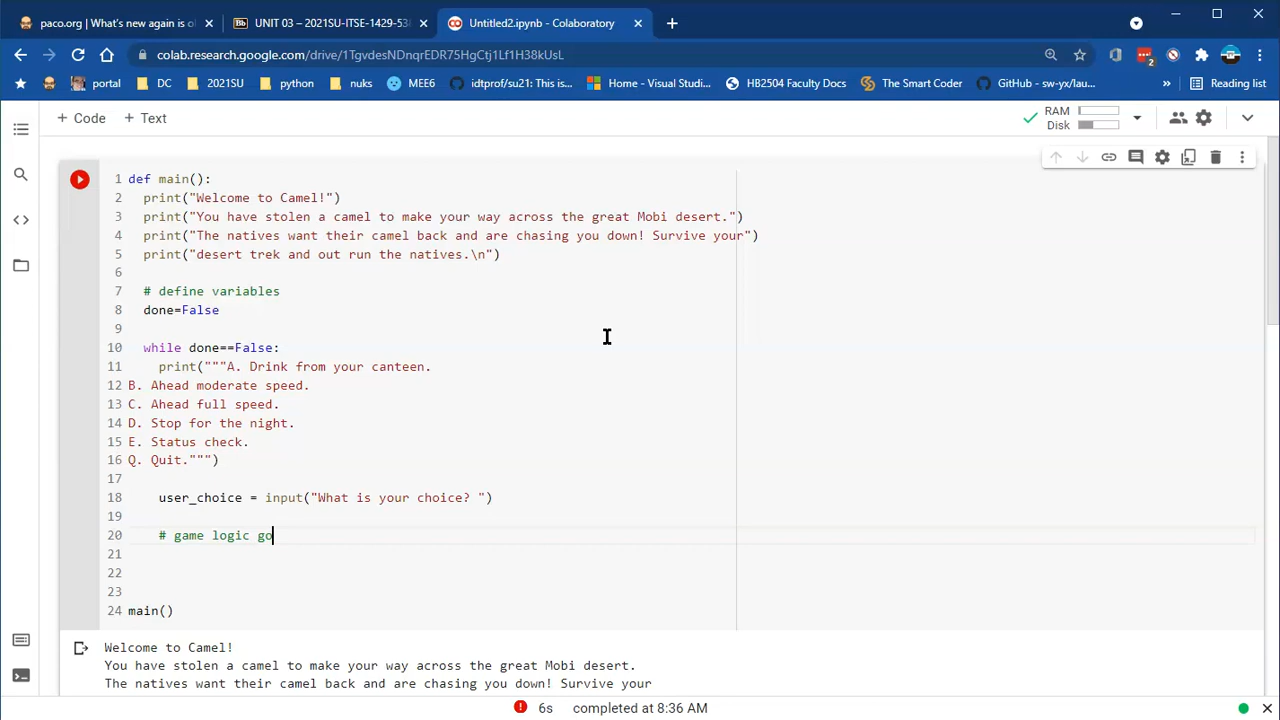 paco.org | What's new again is ol
UNIT 03 – 2021SU-ITSE-1429-53
Untitled2.ipynb - Colaboratory
colab.research.google.com/drive/1TgvdesNDnqrEDR75HgCtj1Lf1H38kUsL
portal
DC
2021SU
python
nuks
MEE6
idtprof/su21: This is...
Home - Visual Studi...
HB2504 Faculty Docs
The Smart Coder
GitHub - sw-yx/lau...
»
Reading list
+ Code + Text
RAM
Disk
1 def main():
2 print("Welcome to Camel!")
3 print("You have stolen a camel to make your way across the great Mobi desert.")
4 print("The natives want their camel back and are chasing you down! Survive your")
5 print("desert trek and out run the natives.\n")
6
7 # define variables
8 done=False
9
10 while done==False:
11 print("""A. Drink from your canteen.
12 B. Ahead moderate speed.
13 C. Ahead full speed.
14 D. Stop for the night.
15 E. Status check.
16 Q. Quit.""")
17
18 user_choice = input("What is your choice? ")
19
20 # game logic go
21
22
23
24 main()
Welcome to Camel!
You have stolen a camel to make your way across the great Mobi desert.
The natives want their camel back and are chasing you down! Survive your
6s completed at 8:36 AM